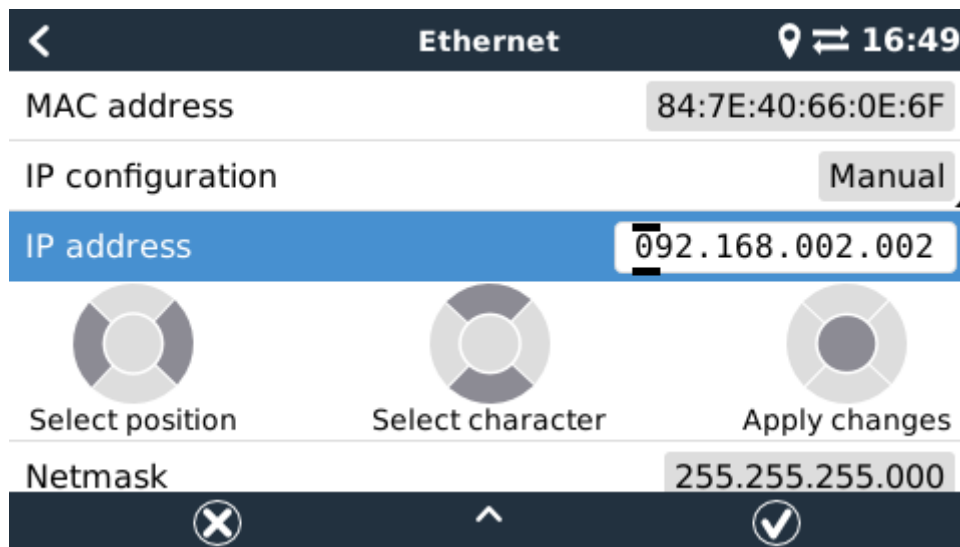 Ethernet 16:49
MAC address 84:7E:40:66:0E:6F
IP configuration Manual
IP address 092.168.002.002
Select position Select character Apply changes
Netmask 255.255.255.000